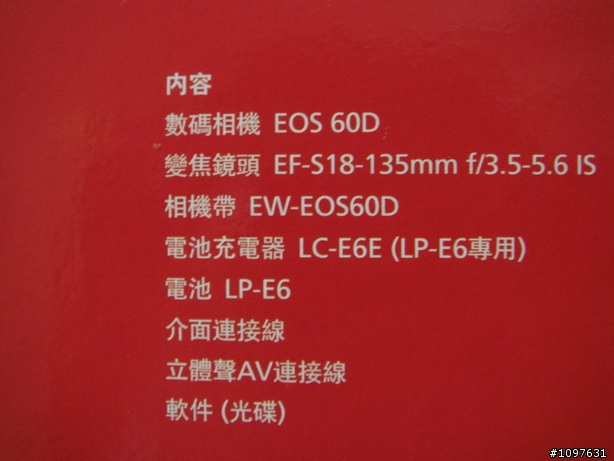 內容
數碼相機 EOS 60D
變焦鏡頭 EF-S18-135mm f/3.5-5.6 IS
相機帶 EW-EOS60D
電池充電器 LC-E6E (LP-E6專用)
電池 LP-E6
介面連接線
立體聲AV連接線
軟件 (光碟)
#1097631